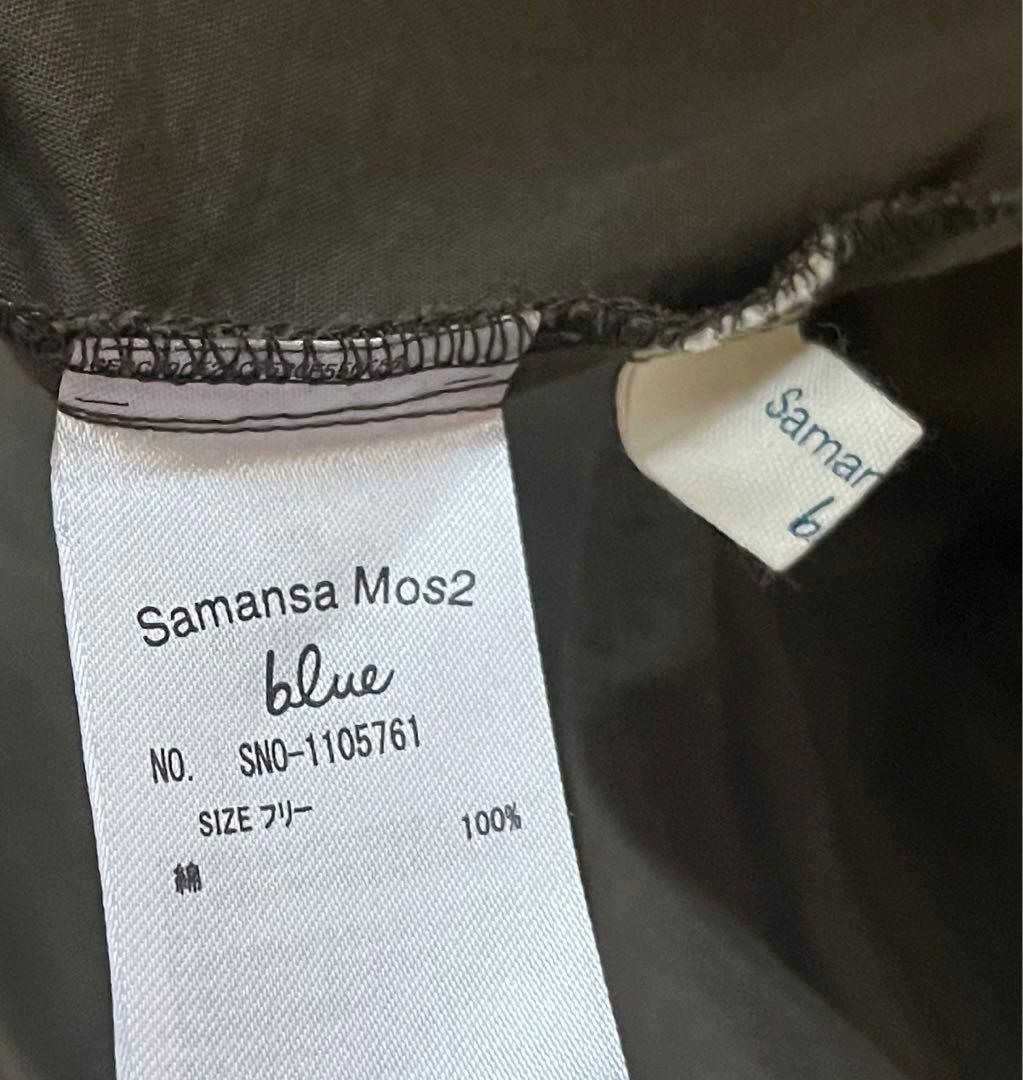 Samansa Mos2
blue
NO. SNO-1105761
SIZE フリー
綿 100%
Saman
b